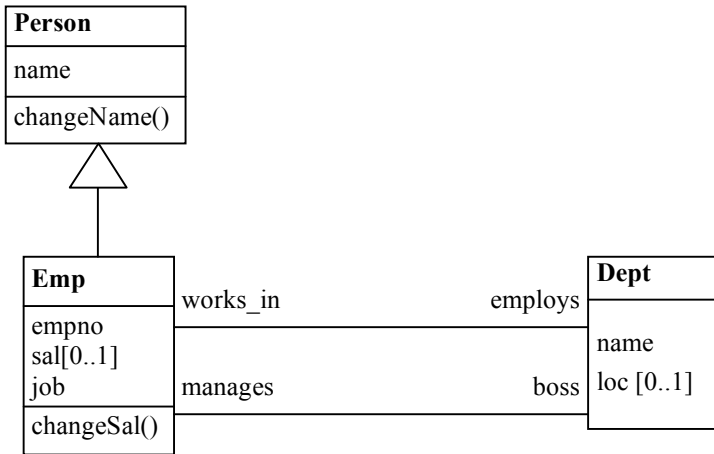 Person
name
changeName()
Emp
empno
sal[0..1]
job
changeSal()
works_in
employs
manages
boss
Dept
name
loc [0..1]